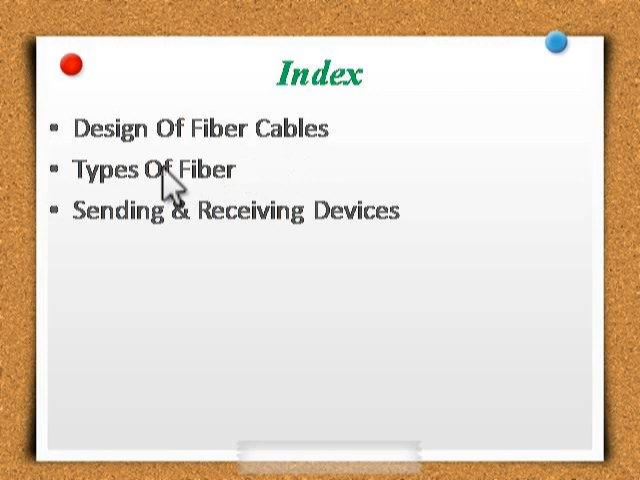 Index
▪ Design Of Fiber Cables
▪ Types Of Fiber
▪ Sending & Receiving Devices